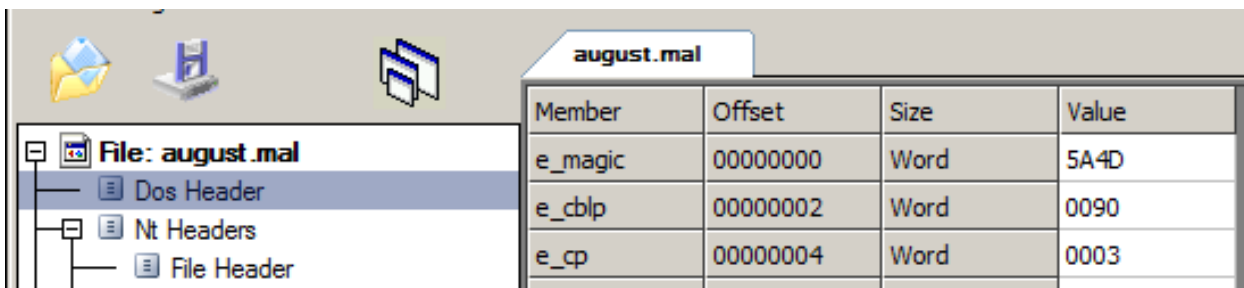 august.mal
Member Offset Size Value
File: august.mal
e_magic 00000000 Word 5A4D
Dos Header
e_cblp 00000002 Word 0090
Nt Headers
e_cp 00000004 Word 0003
File Header